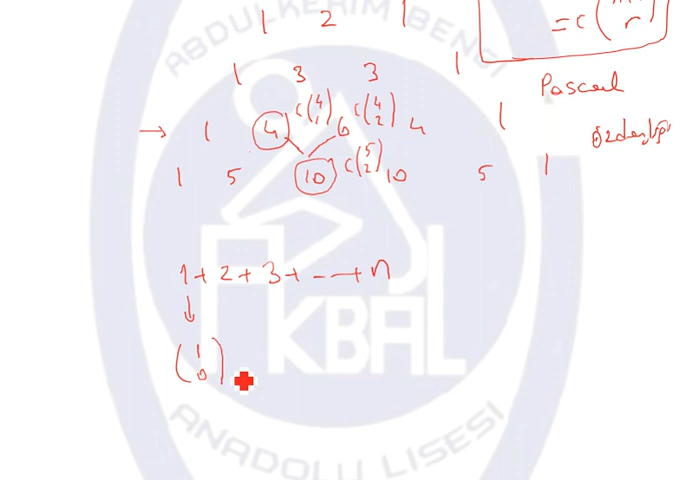 ABDULKERİM BENGİ
1 2 1
= C( r )
1 3 3 1
Pascal
→ 1 4 C(4 1) 6 C(4 2) 4 1
1 5 10 C(5 2) 10 5 1
1 + 2 + 3 + --- + n
↓
(1 0)
İKBAL
ANADOLU LİSESİ